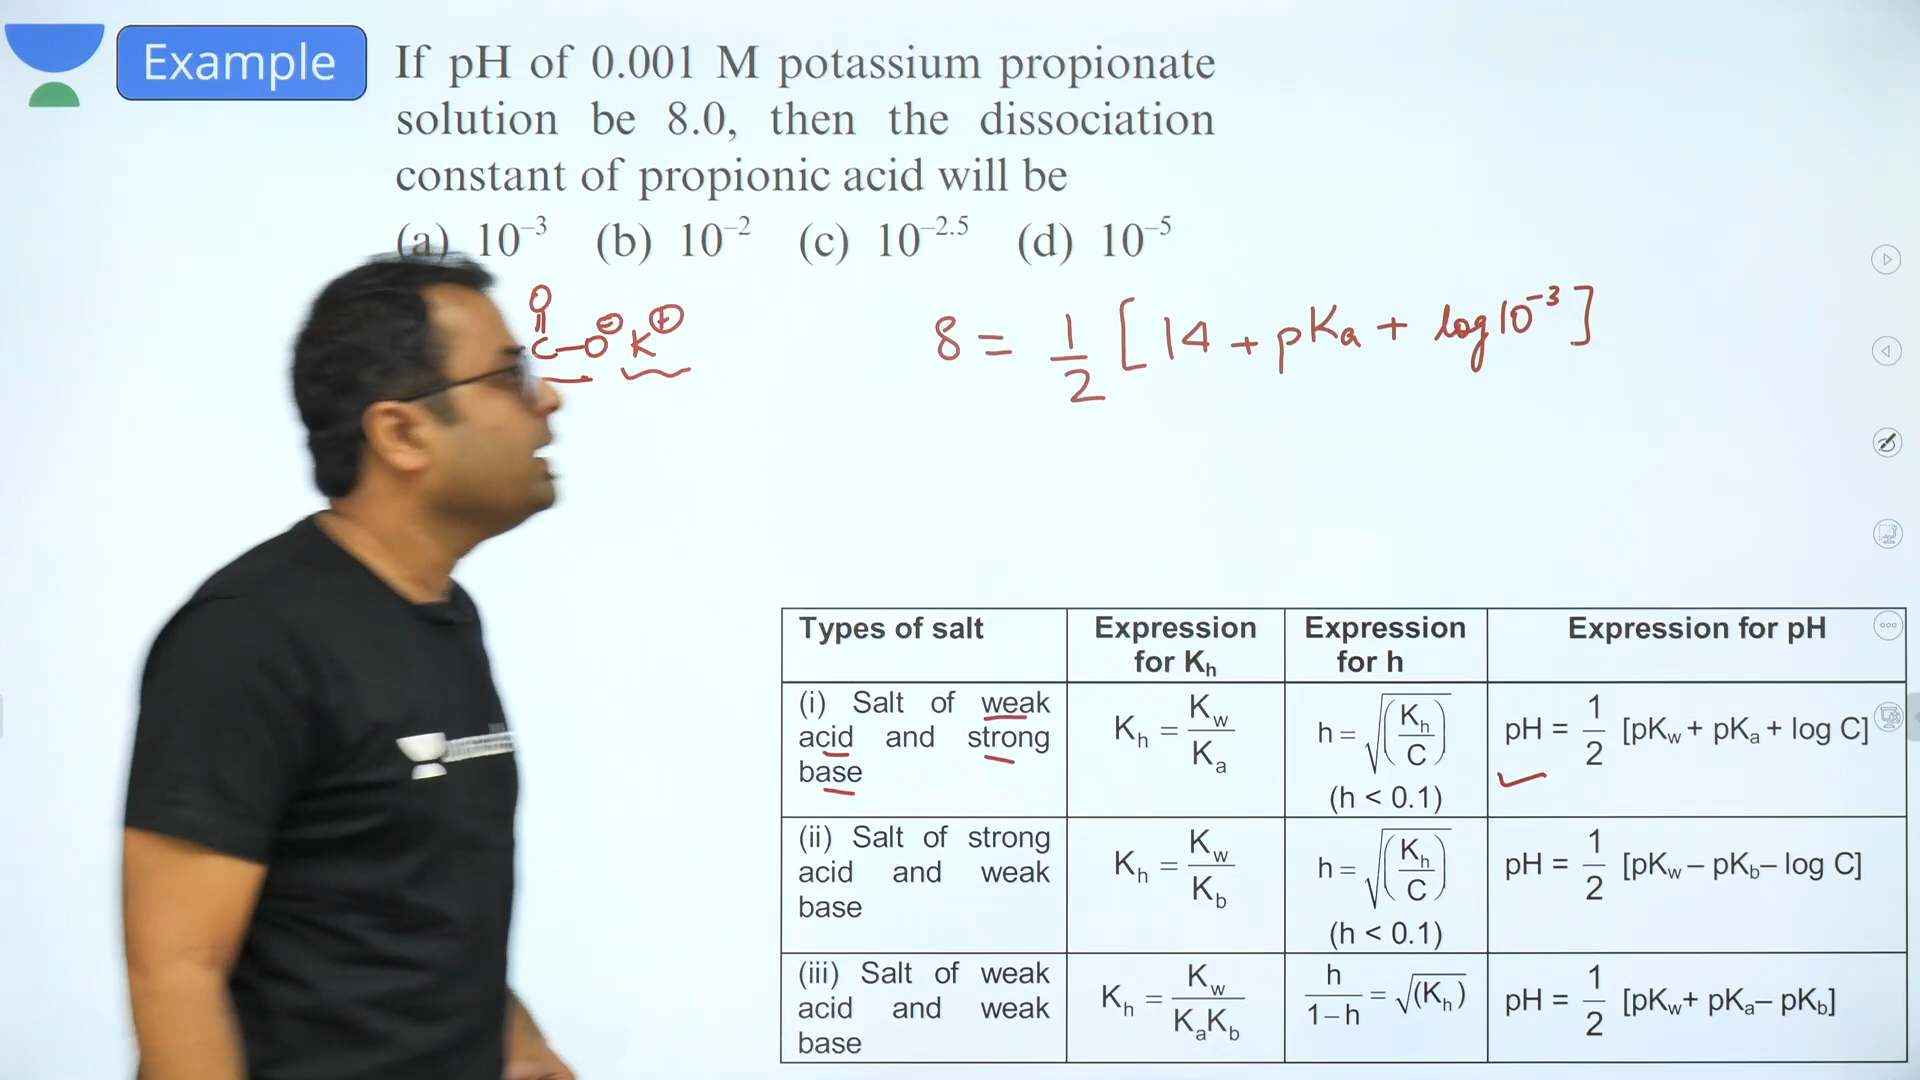 Example
If pH of 0.001 M potassium propionate
solution be 8.0, then the dissociation
constant of propionic acid will be
(a) 10⁻³ (b) 10⁻² (c) 10⁻²·⁵ (d) 10⁻⁵
O
C–O⊖ K⊕
8 = 1/2 [14 + pKₐ + log10⁻³]
Types of salt | Expression for Kh | Expression for h | Expression for pH
(i) Salt of weak acid and strong base | Kh = Kw/Ka | h = √(Kh/C) (h < 0.1) | pH = 1/2 [pKw + pKa + log C]
(ii) Salt of strong acid and weak base | Kh = Kw/Kb | h = √(Kh/C) (h < 0.1) | pH = 1/2 [pKw – pKb – log C]
(iii) Salt of weak acid and weak base | Kh = Kw/KaKb | h/1–h = √(Kh) | pH = 1/2 [pKw + pKa – pKb]